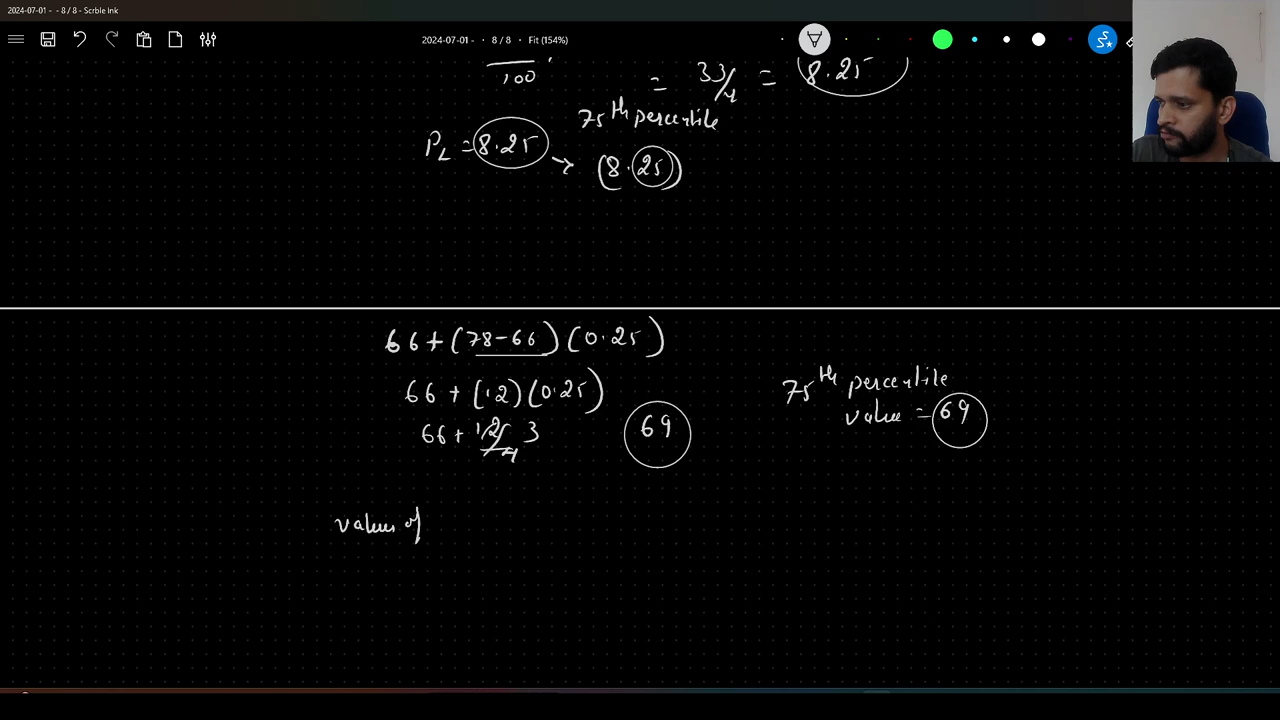 2024-07-01 - - 8 / 8 - Scrble Ink
2024-07-01 - • 8 / 8 • Fit (154%)
100
= 33/4 = 8.25
75th percentile
PL = 8.25 → (8.25)
66 + (78-66) (0.25)
66 + (12) (0.25)
66 + 3
69
75th percentile
value = 69
values of